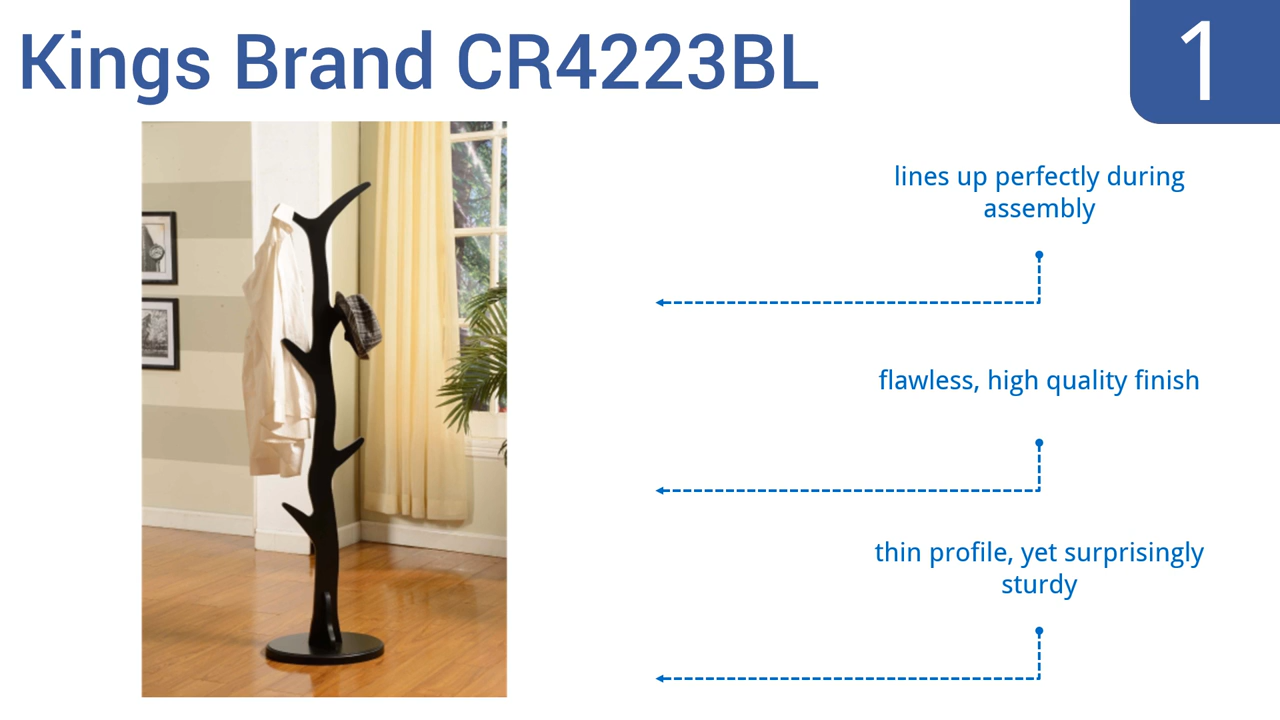 Kings Brand CR4223BL
1
lines up perfectly during
assembly
flawless, high quality finish
thin profile, yet surprisingly
sturdy